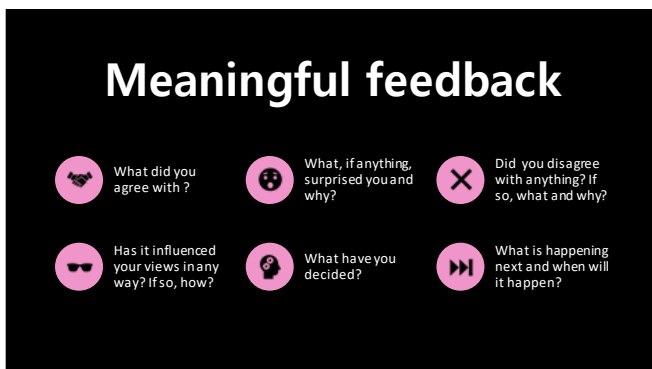 Meaningful feedback
What did you
agree with ?
What, if anything,
surprised you and
why?
Did you disagree
with anything? If
so, what and why?
Has it influenced
your views in any
way? If so, how?
What have you
decided?
What is happening
next and when will
it happen?